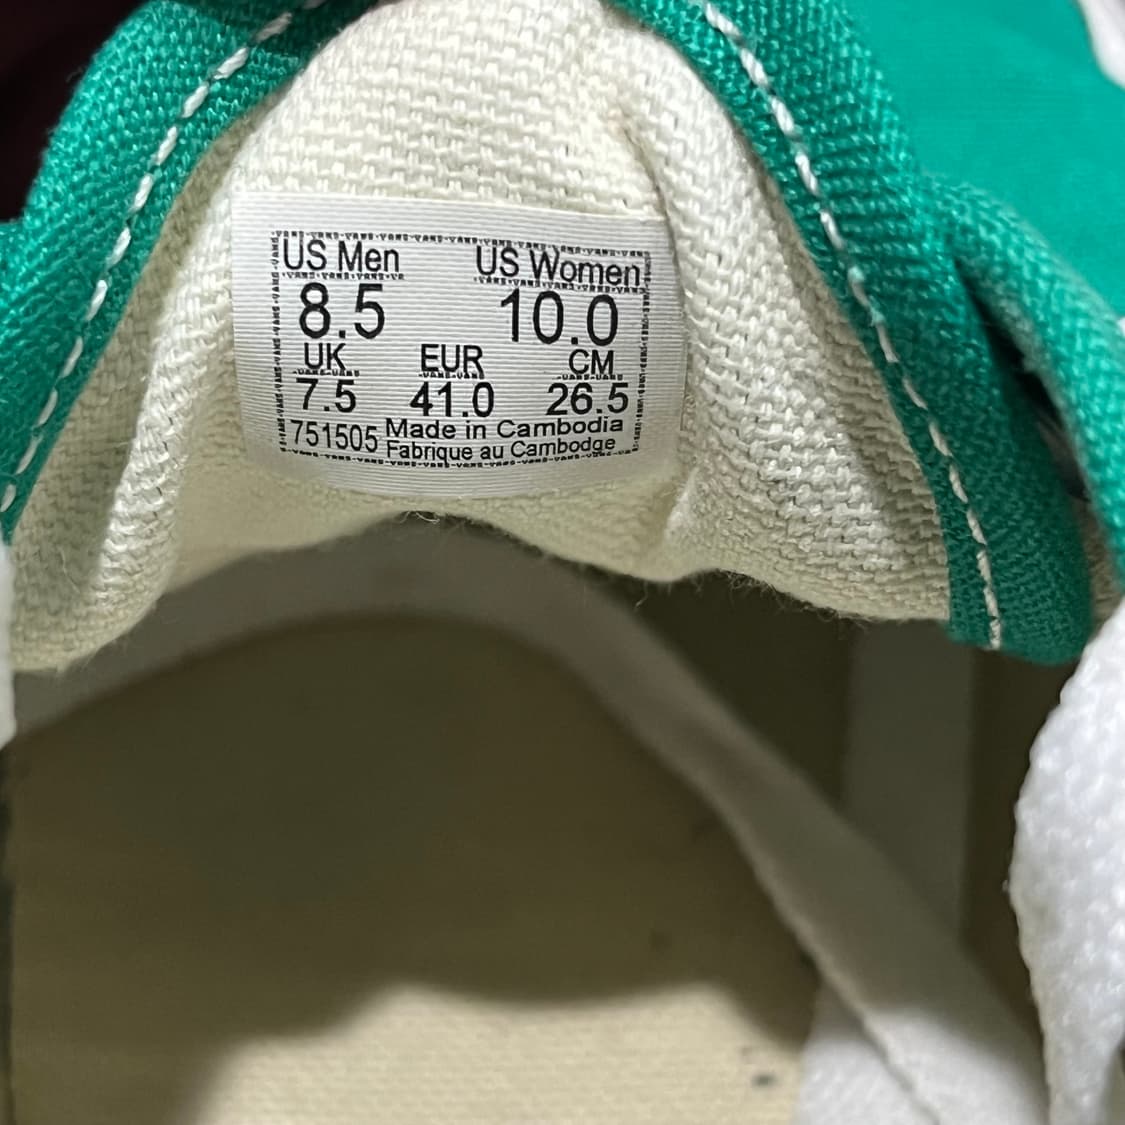 US Men US Women
8.5 10.0
UK EUR CM
7.5 41.0 26.5
751505 Made in Cambodia
Fabrique au Cambodge